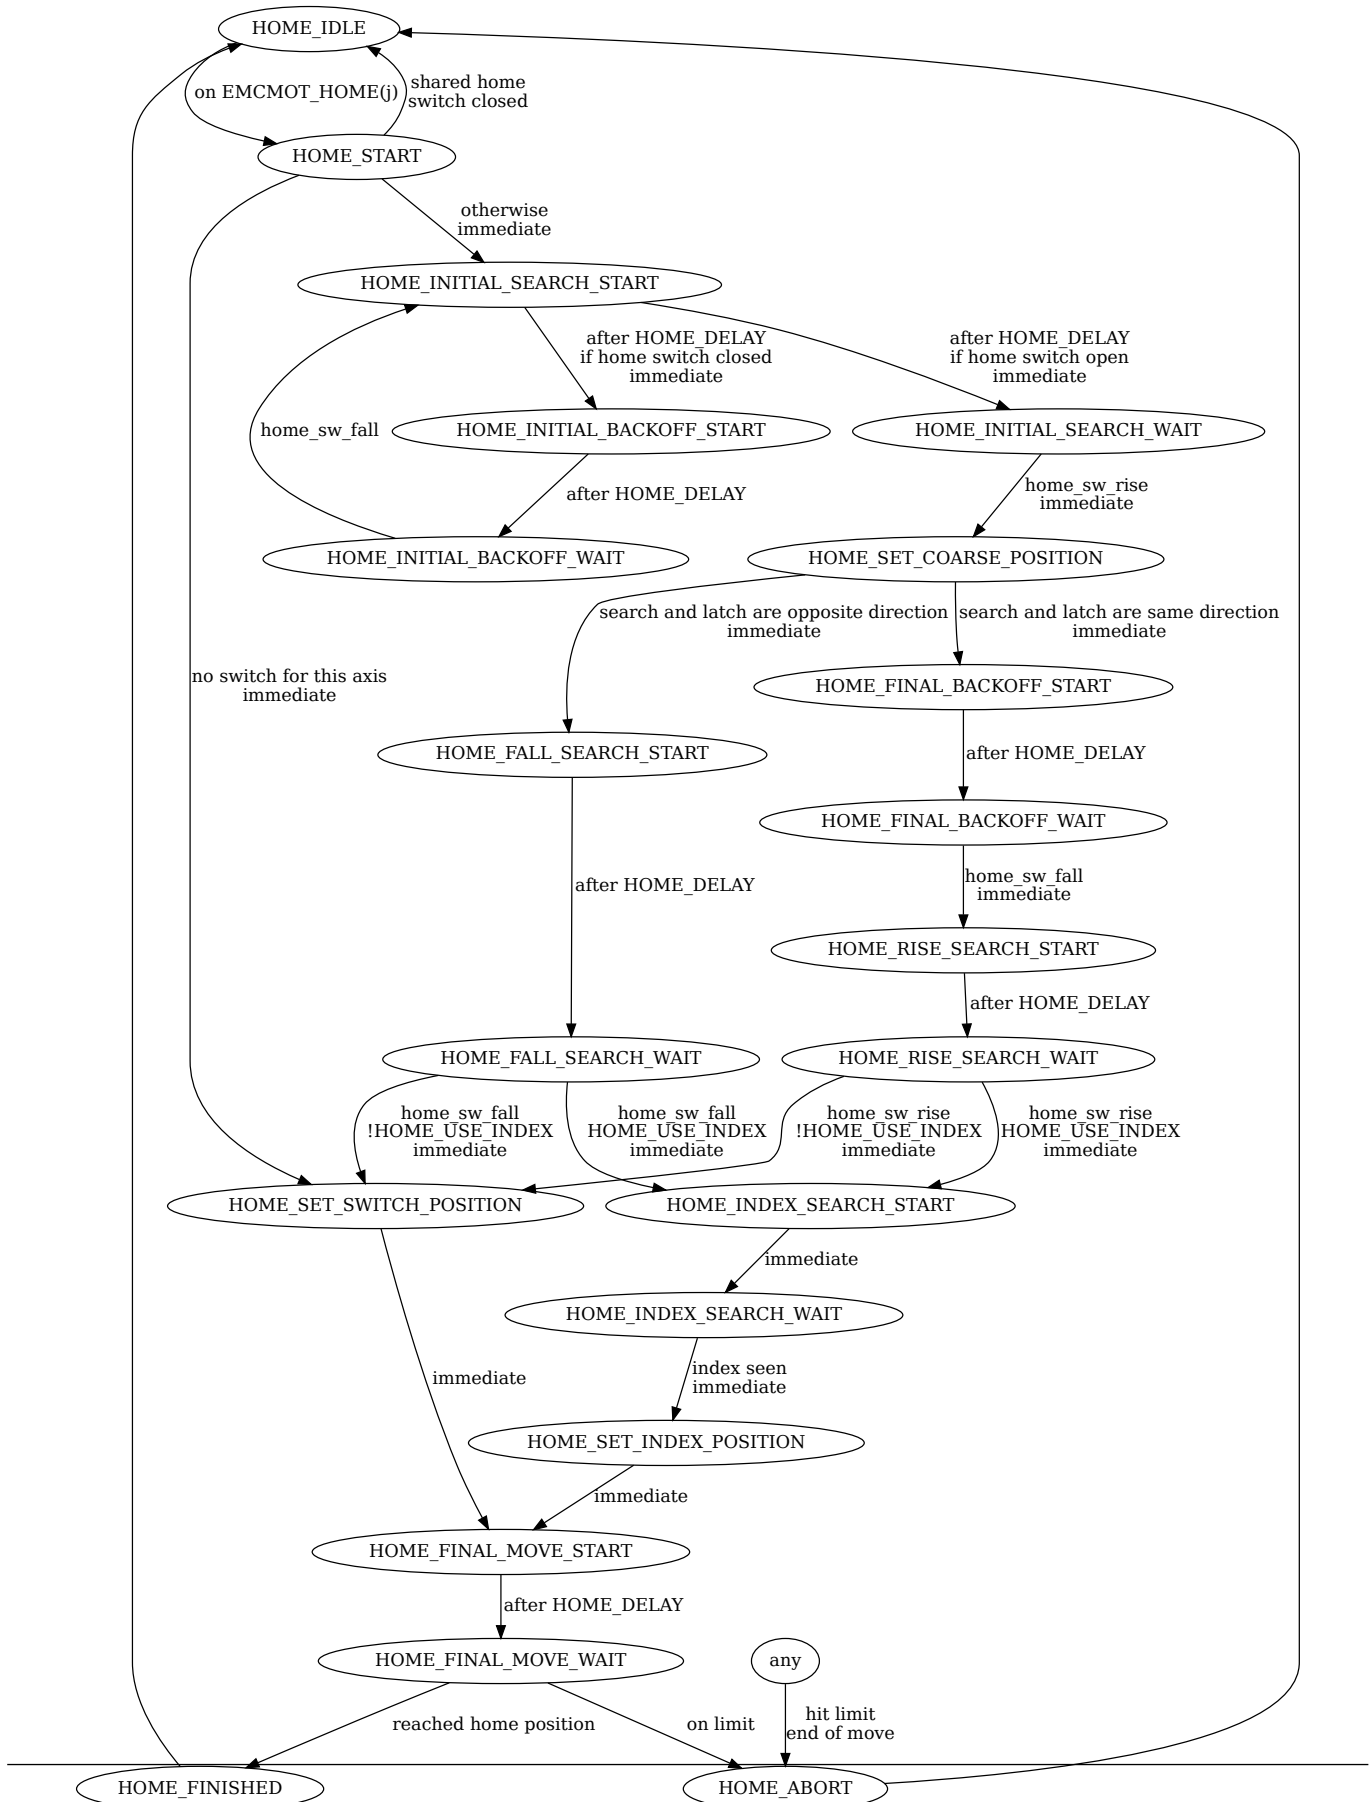 HOME_IDLE
on EMCMOT_HOME(j)
shared home
switch closed
HOME_START
otherwise
immediate
HOME_INITIAL_SEARCH_START
after HOME_DELAY
if home switch closed
immediate
after HOME_DELAY
if home switch open
immediate
home_sw_fall
HOME_INITIAL_BACKOFF_START
HOME_INITIAL_SEARCH_WAIT
after HOME_DELAY
home_sw_rise
immediate
HOME_INITIAL_BACKOFF_WAIT
HOME_SET_COARSE_POSITION
search and latch are opposite direction
immediate
search and latch are same direction
immediate
no switch for this axis
immediate
HOME_FINAL_BACKOFF_START
HOME_FALL_SEARCH_START
after HOME_DELAY
HOME_FINAL_BACKOFF_WAIT
after HOME_DELAY
home_sw_fall
immediate
HOME_RISE_SEARCH_START
after HOME_DELAY
HOME_FALL_SEARCH_WAIT
HOME_RISE_SEARCH_WAIT
home_sw_fall
!HOME_USE_INDEX
immediate
home_sw_fall
HOME_USE_INDEX
immediate
home_sw_rise
!HOME_USE_INDEX
immediate
home_sw_rise
HOME_USE_INDEX
immediate
HOME_SET_SWITCH_POSITION
HOME_INDEX_SEARCH_START
immediate
HOME_INDEX_SEARCH_WAIT
immediate
index seen
immediate
HOME_SET_INDEX_POSITION
immediate
HOME_FINAL_MOVE_START
after HOME_DELAY
HOME_FINAL_MOVE_WAIT
any
reached home position
on limit
hit limit
end of move
HOME_FINISHED
HOME_ABORT